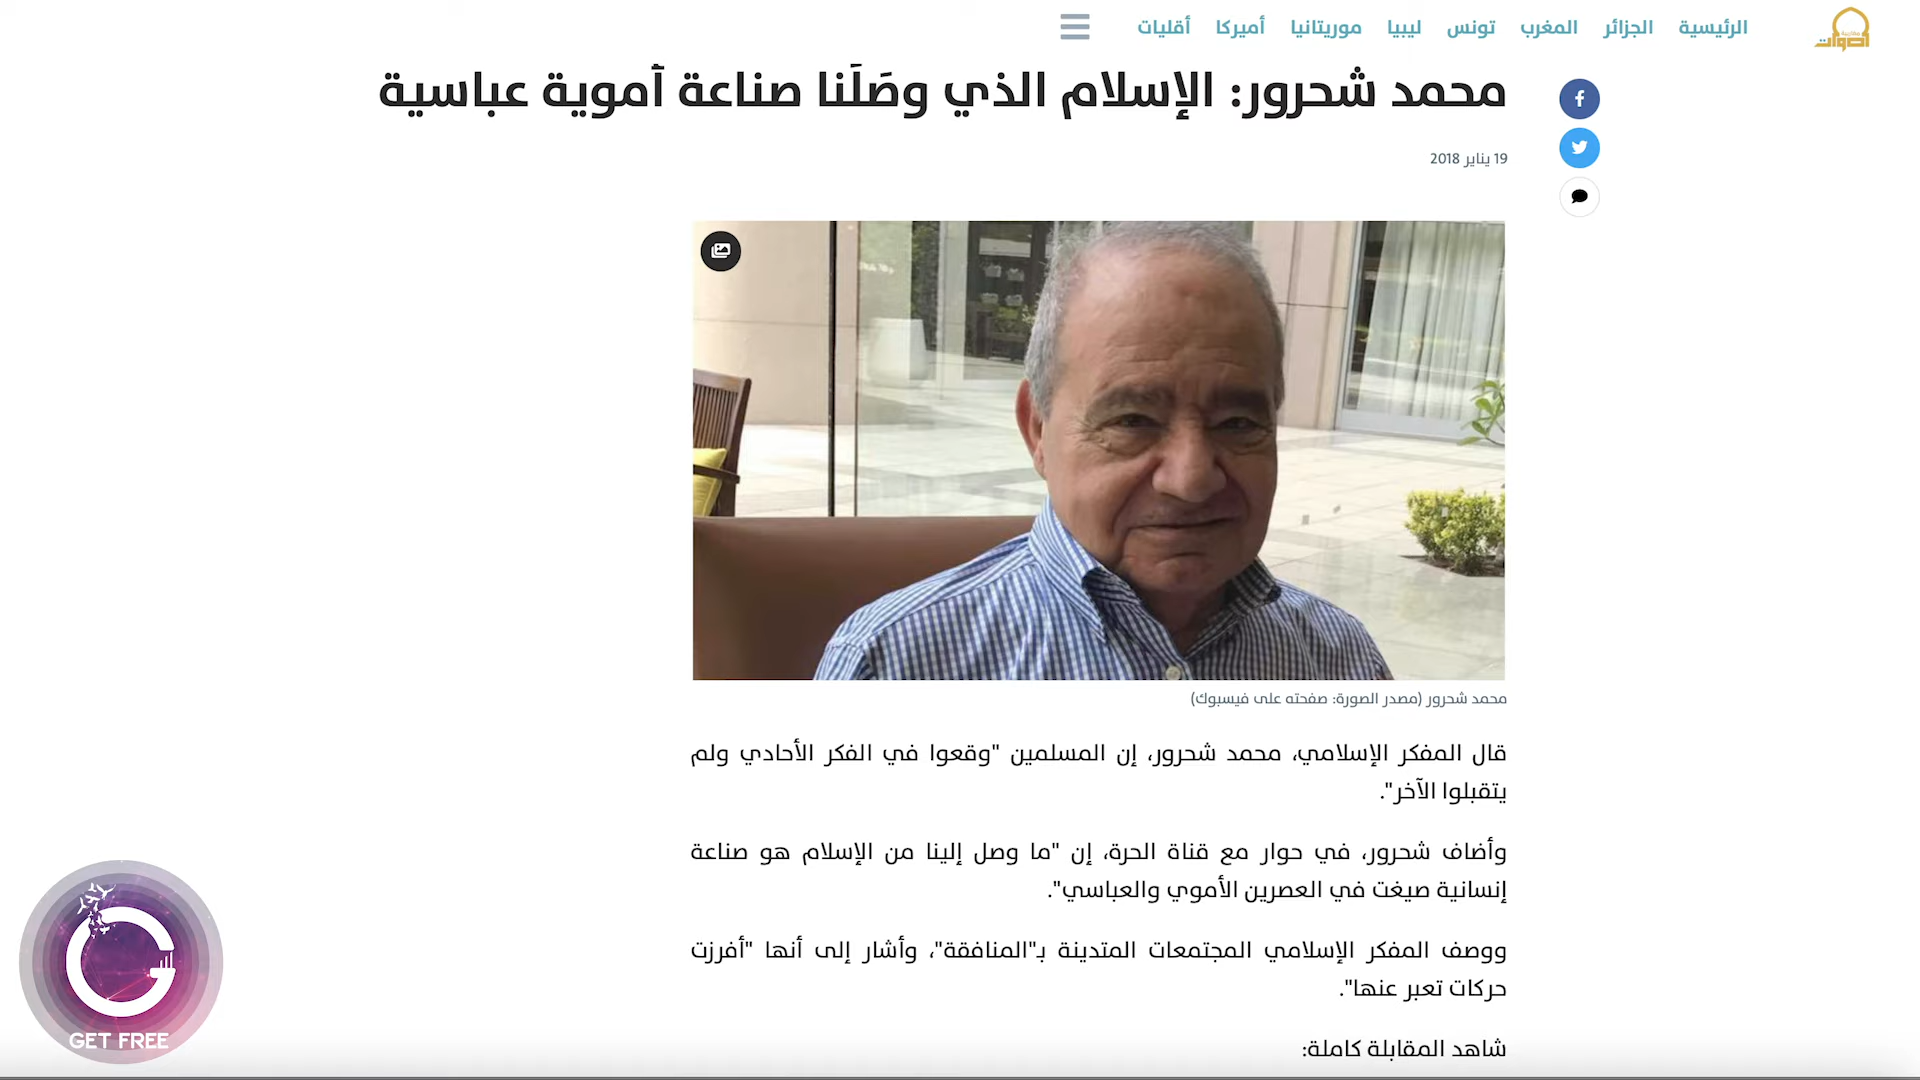 الرئيسية الجزائر المغرب تونس ليبيا موريتانيا أميركا أقليات
أصوات
محمد شحرور: الإسلام الذي وصَلَنا صناعة أموية عباسية
19 يناير 2018
محمد شحرور (مصدر الصورة: صفحته على فيسبوك)
قال المفكر الإسلامي، محمد شحرور، إن المسلمين "وقعوا في الفكر الأحادي ولم
يتقبلوا الآخر".
وأضاف شحرور، في حوار مع قناة الحرة، إن "ما وصل إلينا من الإسلام هو صناعة
إنسانية صيغت في العصرين الأموي والعباسي".
ووصف المفكر الإسلامي المجتمعات المتدينة بـ"المنافقة"، وأشار إلى أنها "أفرزت
حركات تعبر عنها".
شاهد المقابلة كاملة:
GET FREE